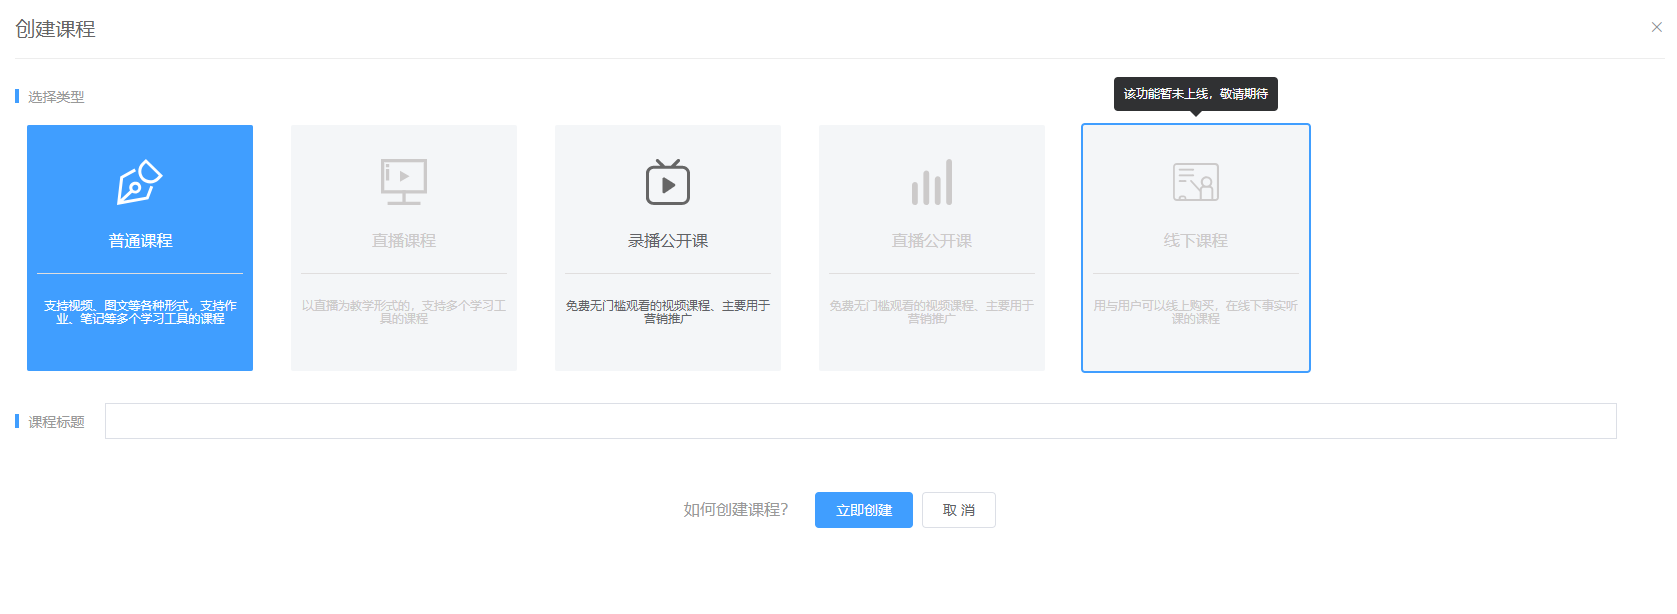 创建课程
选择类型
该功能暂未上线，敬请期待
普通课程
支持视频、图文等各种形式，支持作
业、笔记等多个学习工具的课程
直播课程
以直播为教学形式的，支持多个学习工
具的课程
录播公开课
免费无门槛观看的视频课程、主要用于
营销推广
直播公开课
免费无门槛观看的视频课程、主要用于
营销推广
线下课程
用与用户可以线上购买，在线下事实听
课的课程
课程标题
如何创建课程？
立即创建
取 消